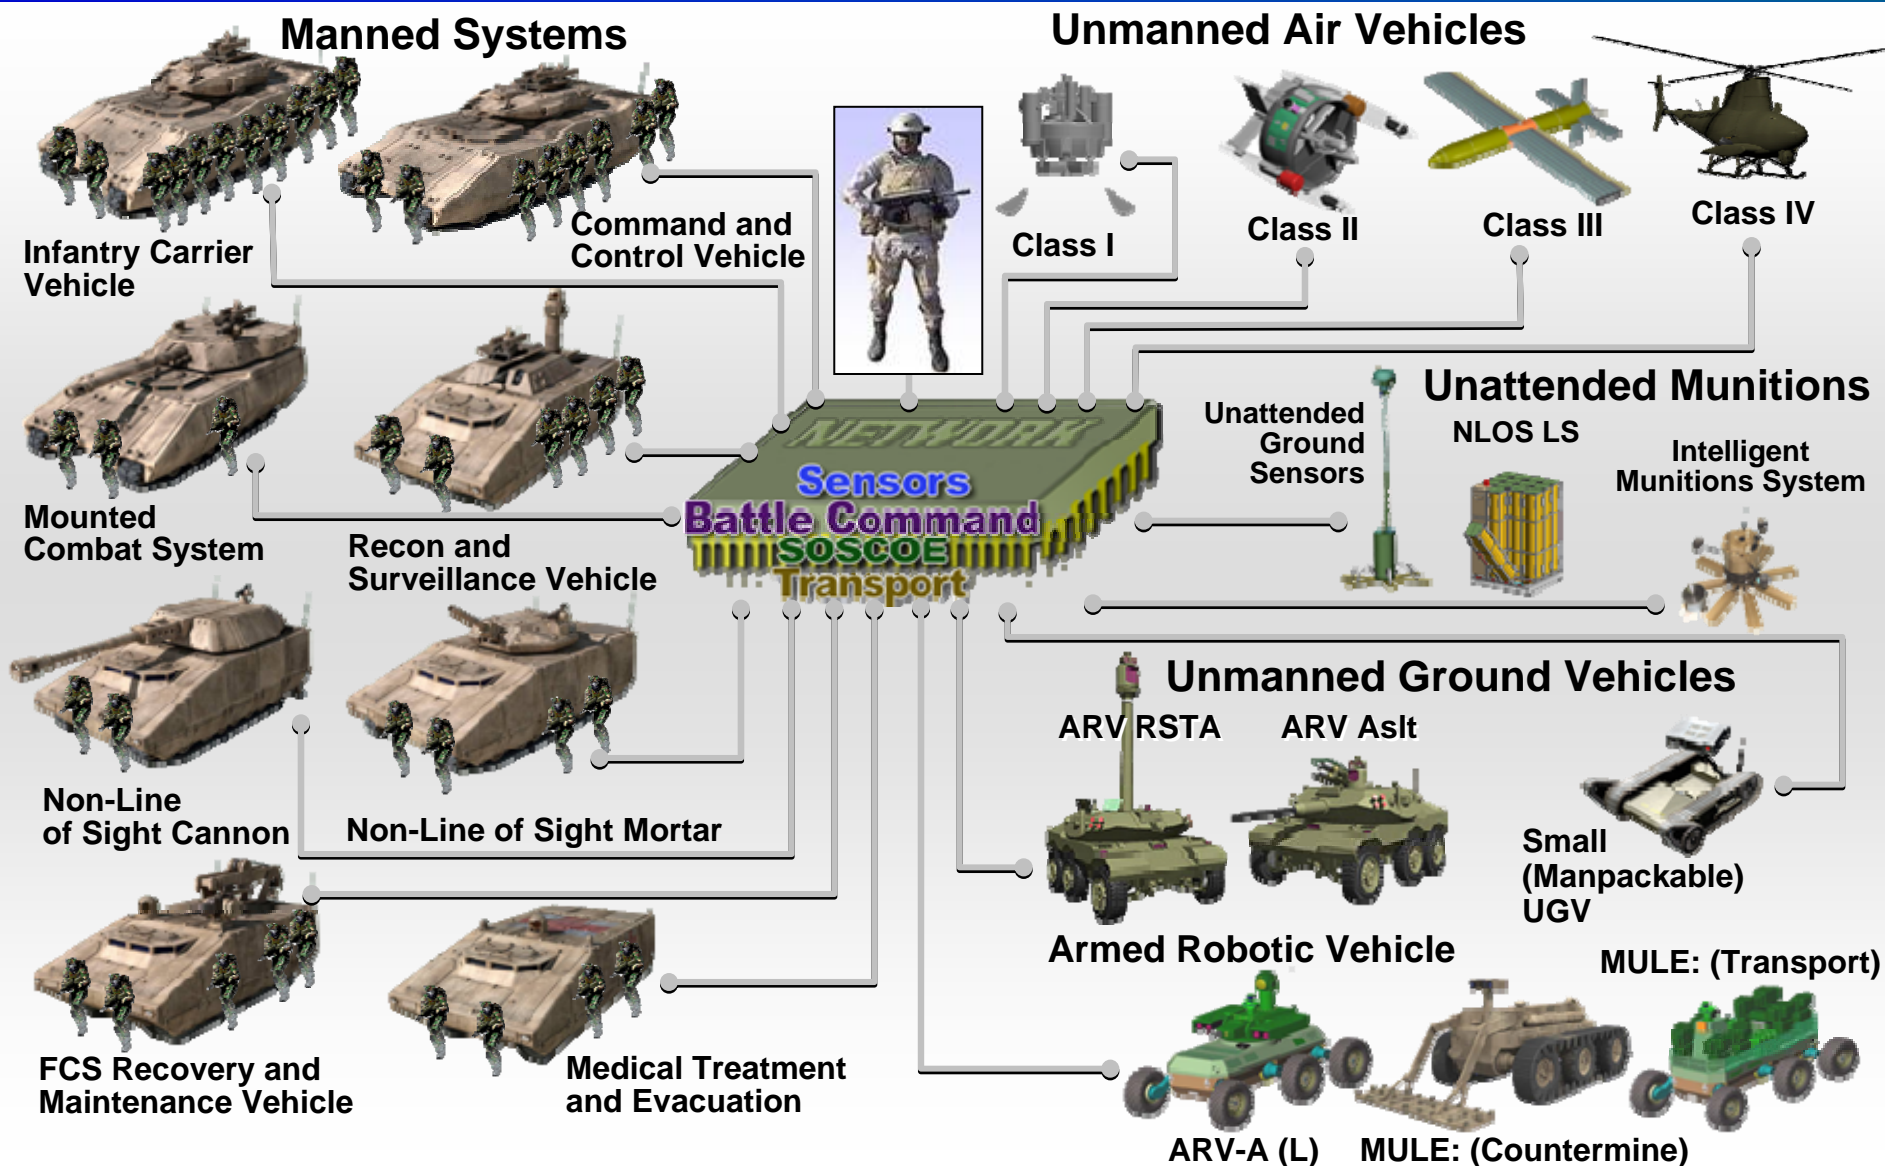 Manned Systems
Unmanned Air Vehicles
Infantry Carrier
Vehicle
Command and
Control Vehicle
Class I
Class II
Class III
Class IV
Mounted
Combat System
Recon and
Surveillance Vehicle
NETWORK
Sensors
Battle Command
SOSCOE
Transport
Unattended
Ground
Sensors
Unattended Munitions
NLOS LS
Intelligent
Munitions System
Non-Line
of Sight Cannon
Non-Line of Sight Mortar
Unmanned Ground Vehicles
ARV RSTA
ARV Aslt
Small
(Manpackable)
UGV
Armed Robotic Vehicle
FCS Recovery and
Maintenance Vehicle
Medical Treatment
and Evacuation
MULE: (Transport)
ARV-A (L)
MULE: (Countermine)